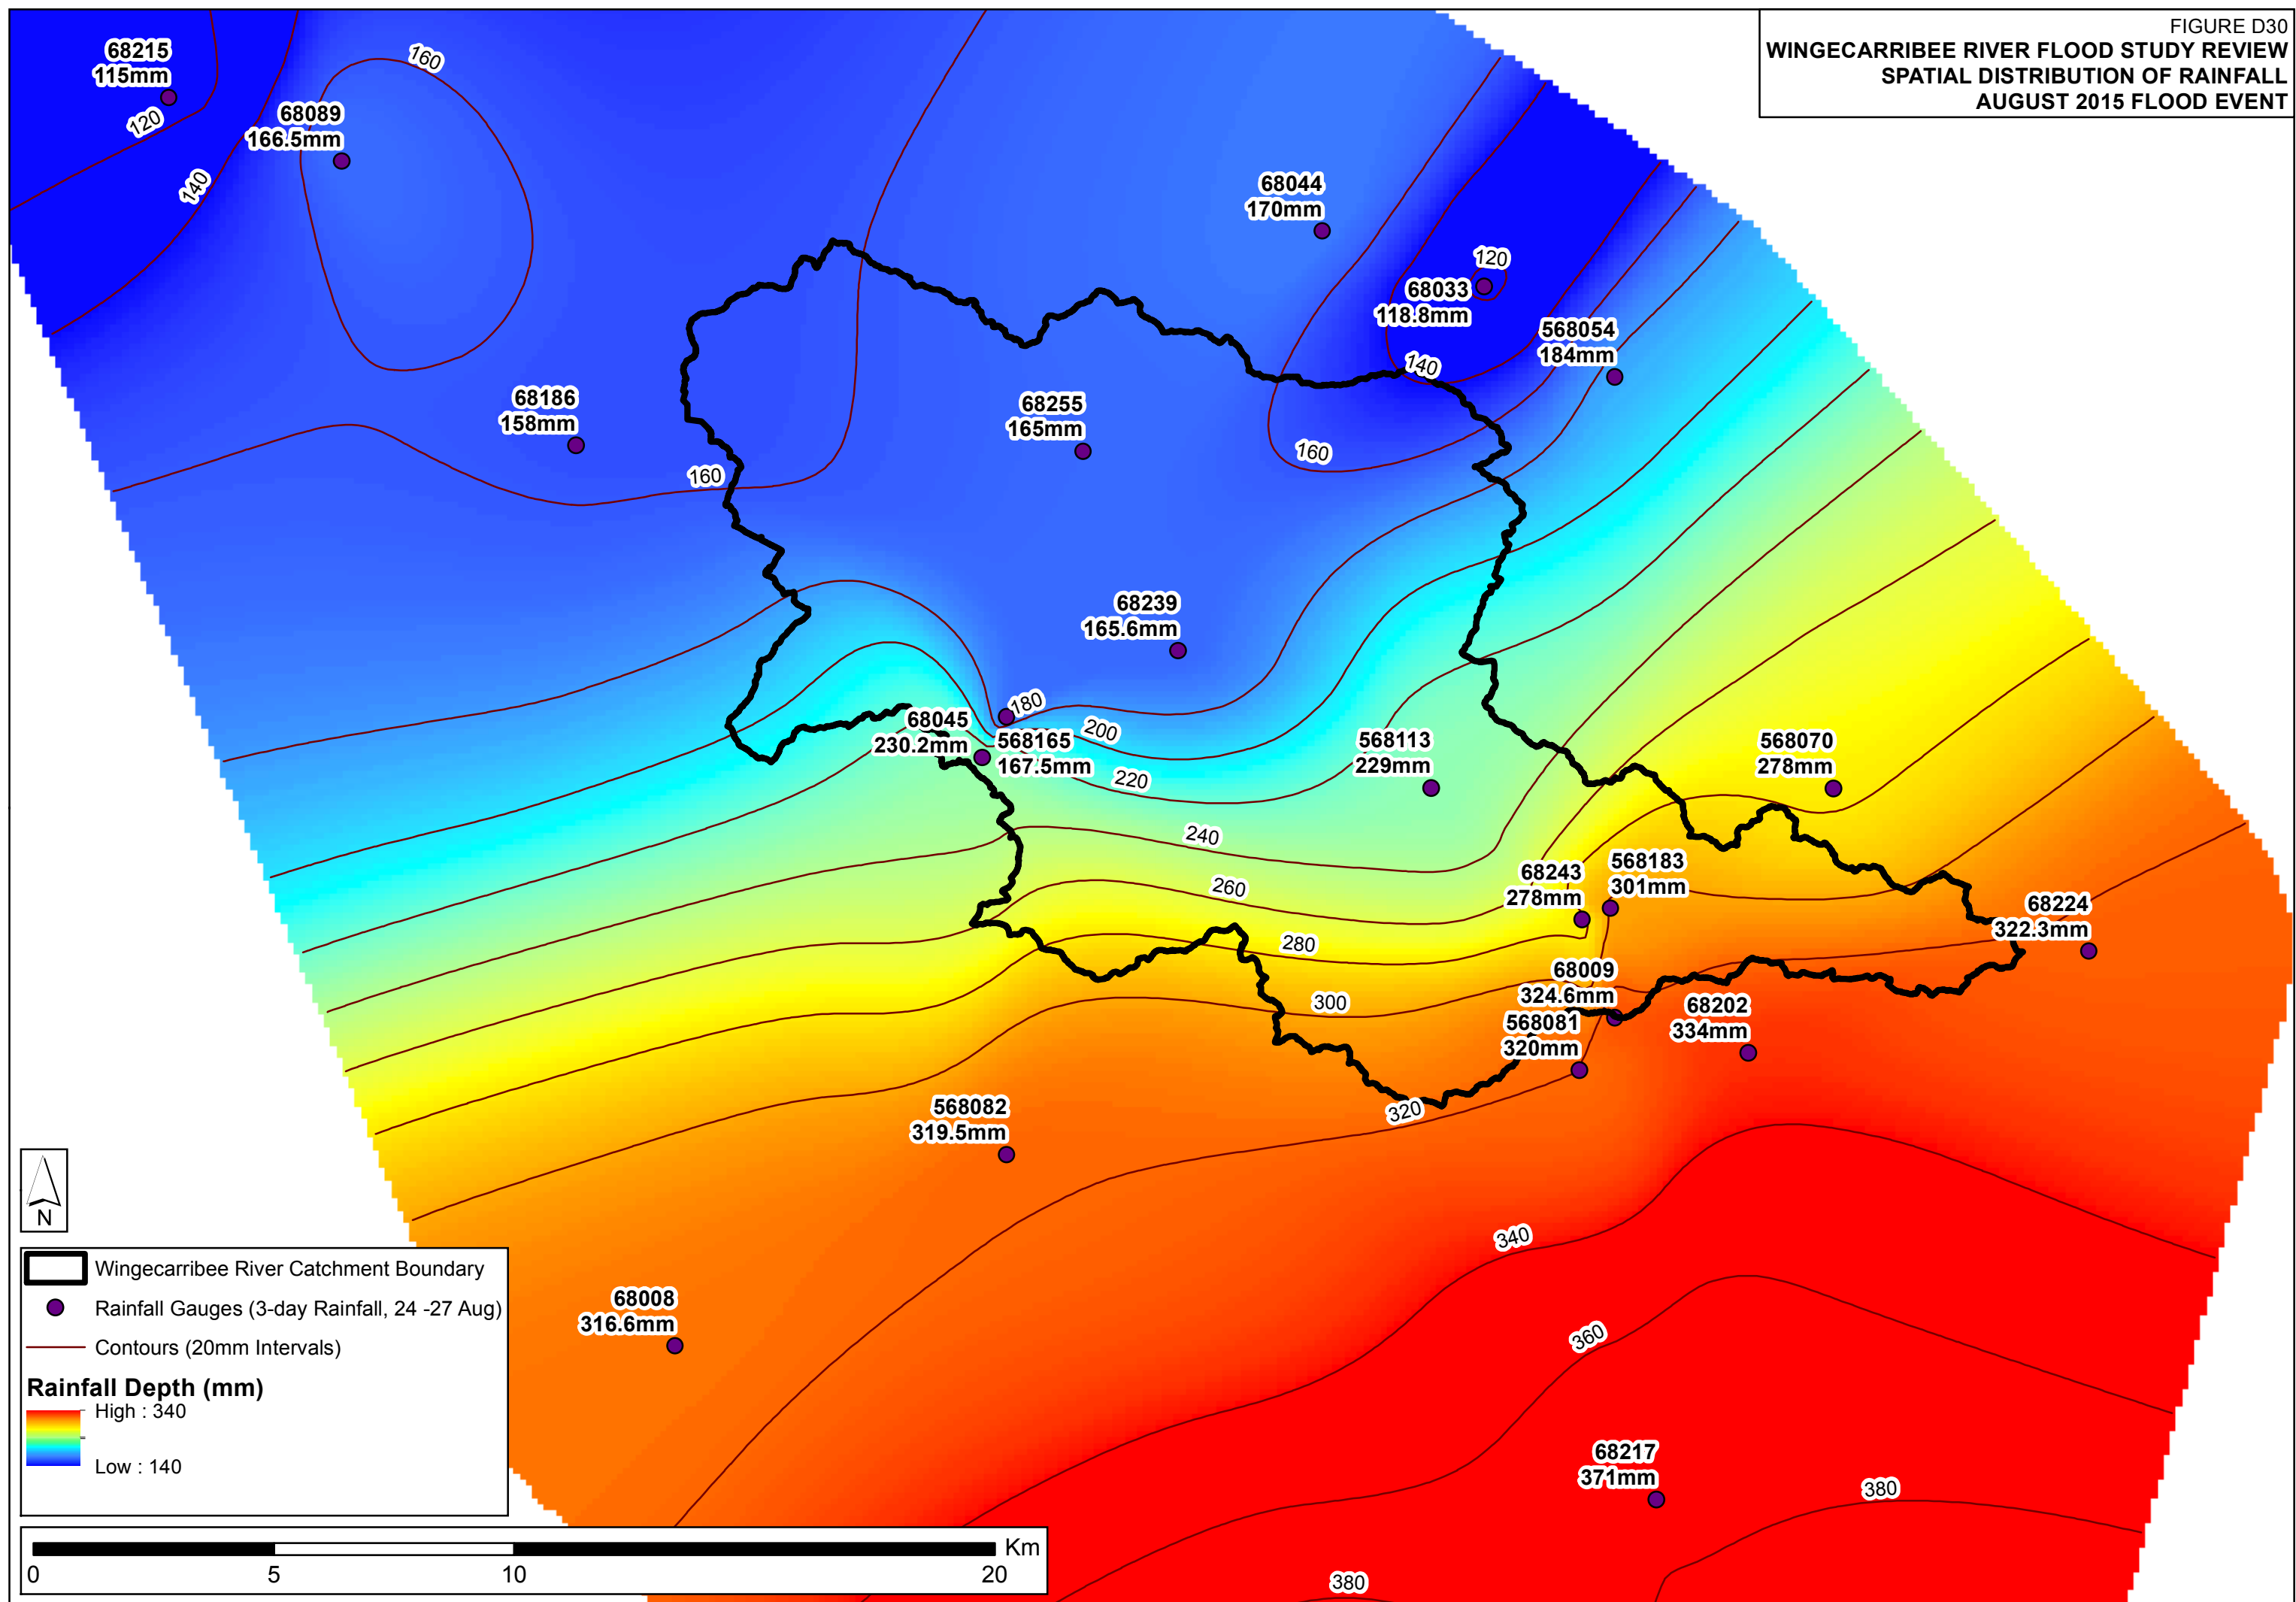 FIGURE D30
WINGECARRIBEE RIVER FLOOD STUDY REVIEW
SPATIAL DISTRIBUTION OF RAINFALL
AUGUST 2015 FLOOD EVENT
68215
115mm
120
140
68089
166.5mm
160
68044
170mm
120
68033
118.8mm
140
568054
184mm
68186
158mm
160
68255
165mm
160
68239
165.6mm
180
68045
230.2mm
568165
167.5mm
200
220
568113
229mm
568070
278mm
240
260
280
300
68243
278mm
568183
301mm
68224
322.3mm
68009
324.6mm
568081
320mm
68202
334mm
320
568082
319.5mm
340
360
68008
316.6mm
68217
371mm
380
380
N
Wingecarribee River Catchment Boundary
Rainfall Gauges (3-day Rainfall, 24 -27 Aug)
Contours (20mm Intervals)
Rainfall Depth (mm)
High : 340
Low : 140
Km
0 5 10 20